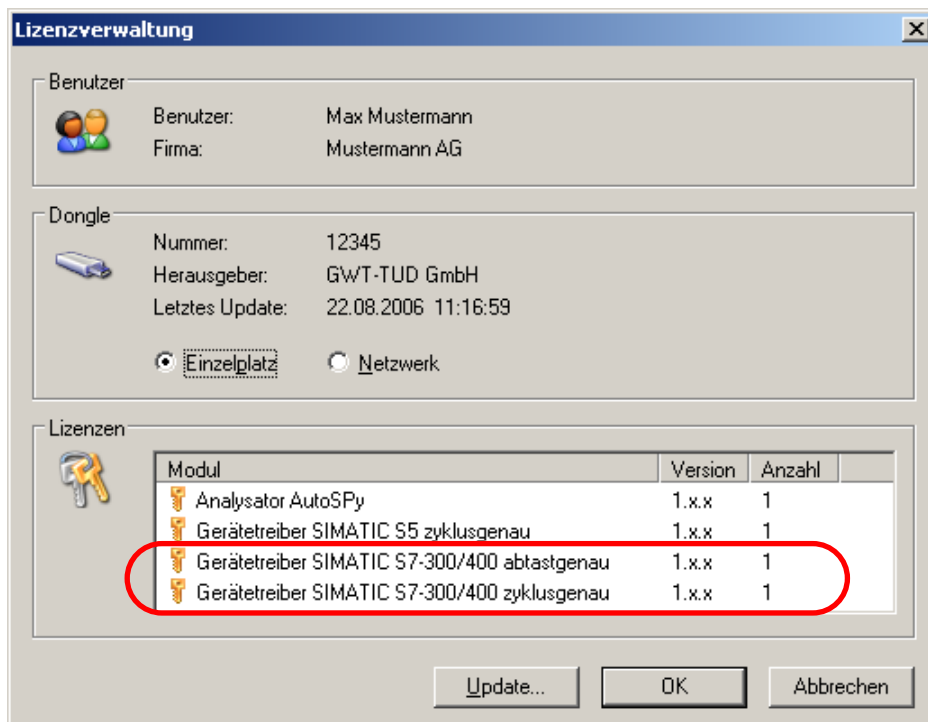 Lizenzverwaltung
Benutzer
Benutzer: Max Mustermann
Firma: Mustermann AG
Dongle
Nummer: 12345
Herausgeber: GWT-TUD GmbH
Letztes Update: 22.08.2006 11:16:59
Einzelplatz Netzwerk
Lizenzen
Modul Version Anzahl
Analysator AutoSPy 1.x.x 1
Gerätetreiber SIMATIC S5 zyklusgenau 1.x.x 1
Gerätetreiber SIMATIC S7-300/400 abtastgenau 1.x.x 1
Gerätetreiber SIMATIC S7-300/400 zyklusgenau 1.x.x 1
Update... OK Abbrechen